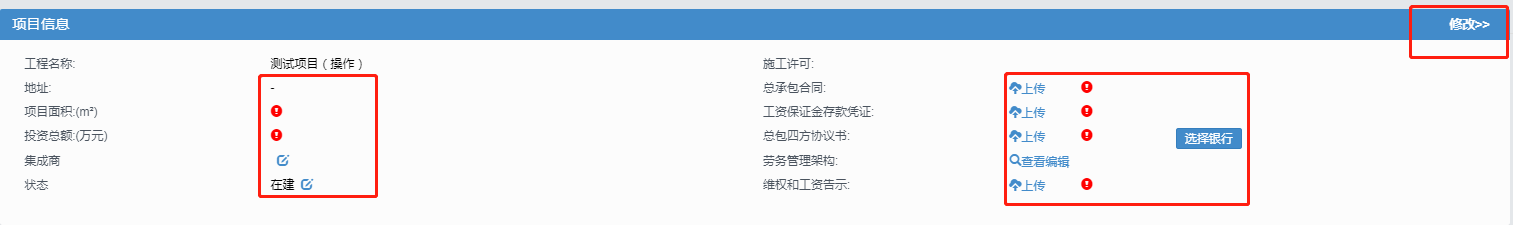 项目信息 修改>>
工程名称: 测试项目（操作） 施工许可:
地址: - 总承包合同: 上传
项目面积:(m²) 工资保证金存款凭证: 上传
投资总额:(万元) 总包四方协议书: 上传 选择银行
集成商 劳务管理架构: 查看编辑
状态 在建 维权和工资告示: 上传